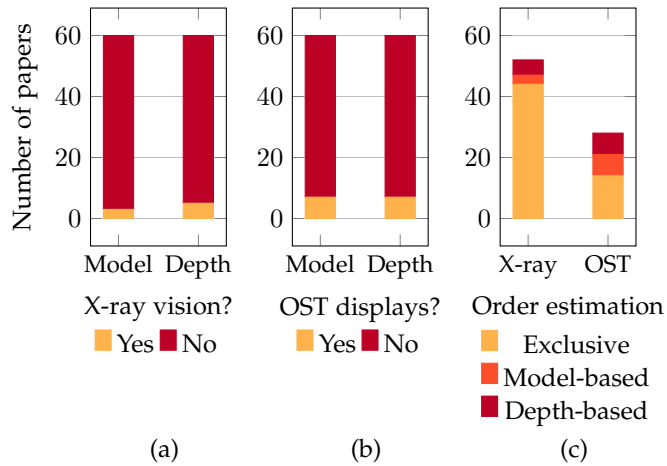 Number of papers
60
40
20
0
Model Depth
X-ray vision?
Yes No
(a)
60
40
20
0
Model Depth
OST displays?
Yes No
(b)
60
40
20
0
X-ray OST
Order estimation
Exclusive
Model-based
Depth-based
(c)